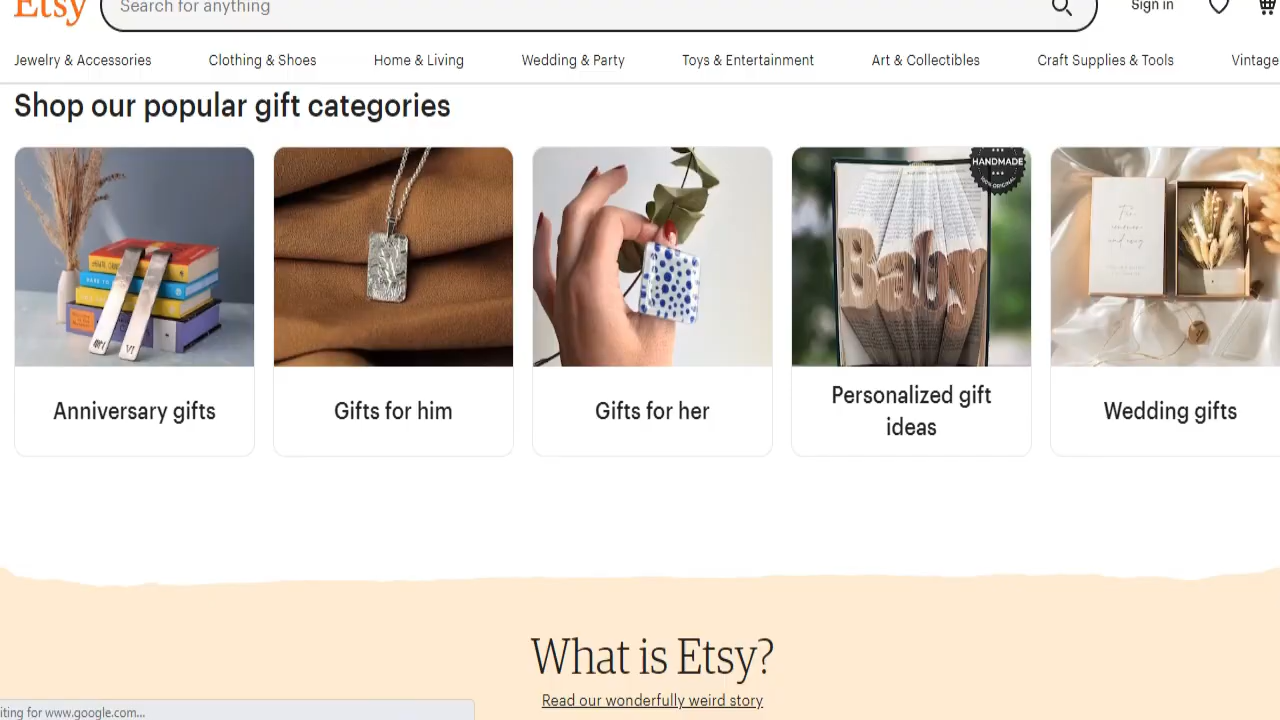 Etsy
Search for anything
Sign in
Jewelry & Accessories
Clothing & Shoes
Home & Living
Wedding & Party
Toys & Entertainment
Art & Collectibles
Craft Supplies & Tools
Vintage
Shop our popular gift categories
HANDMADE
Baby
Anniversary gifts
Gifts for him
Gifts for her
Personalized gift
ideas
Wedding gifts
What is Etsy?
Read our wonderfully weird story
iting for www.google.com...